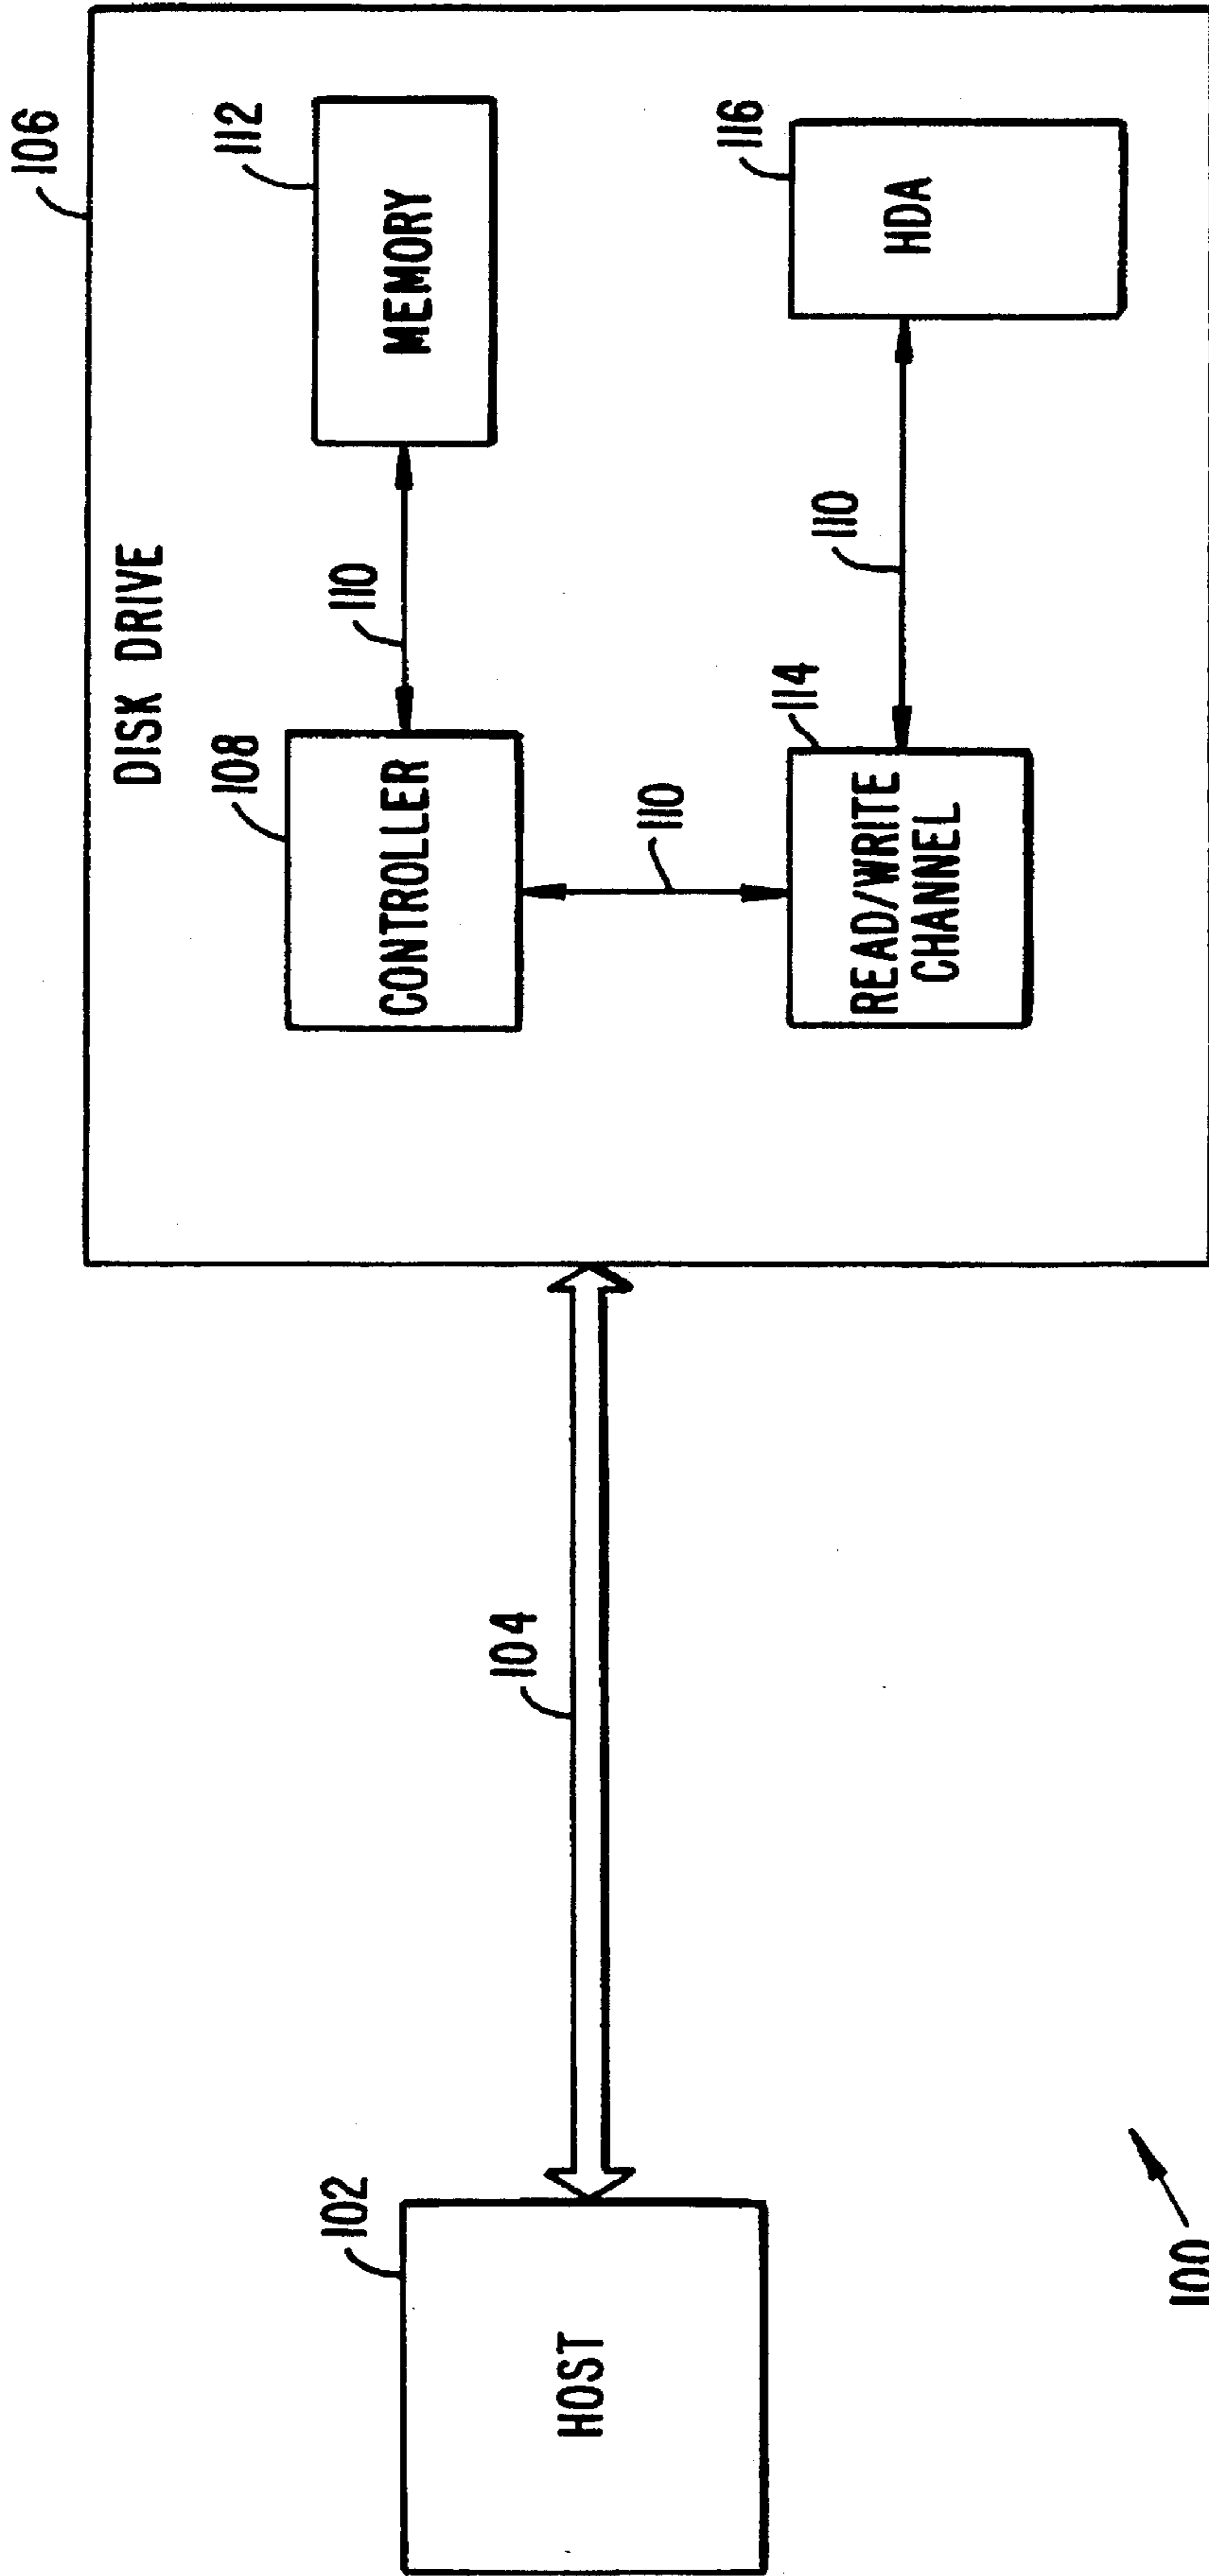 106
DISK DRIVE
108
112
CONTROLLER
110
MEMORY
102
104
110
HOST
114
116
READ/WRITE
CHANNEL
110
HDA
100